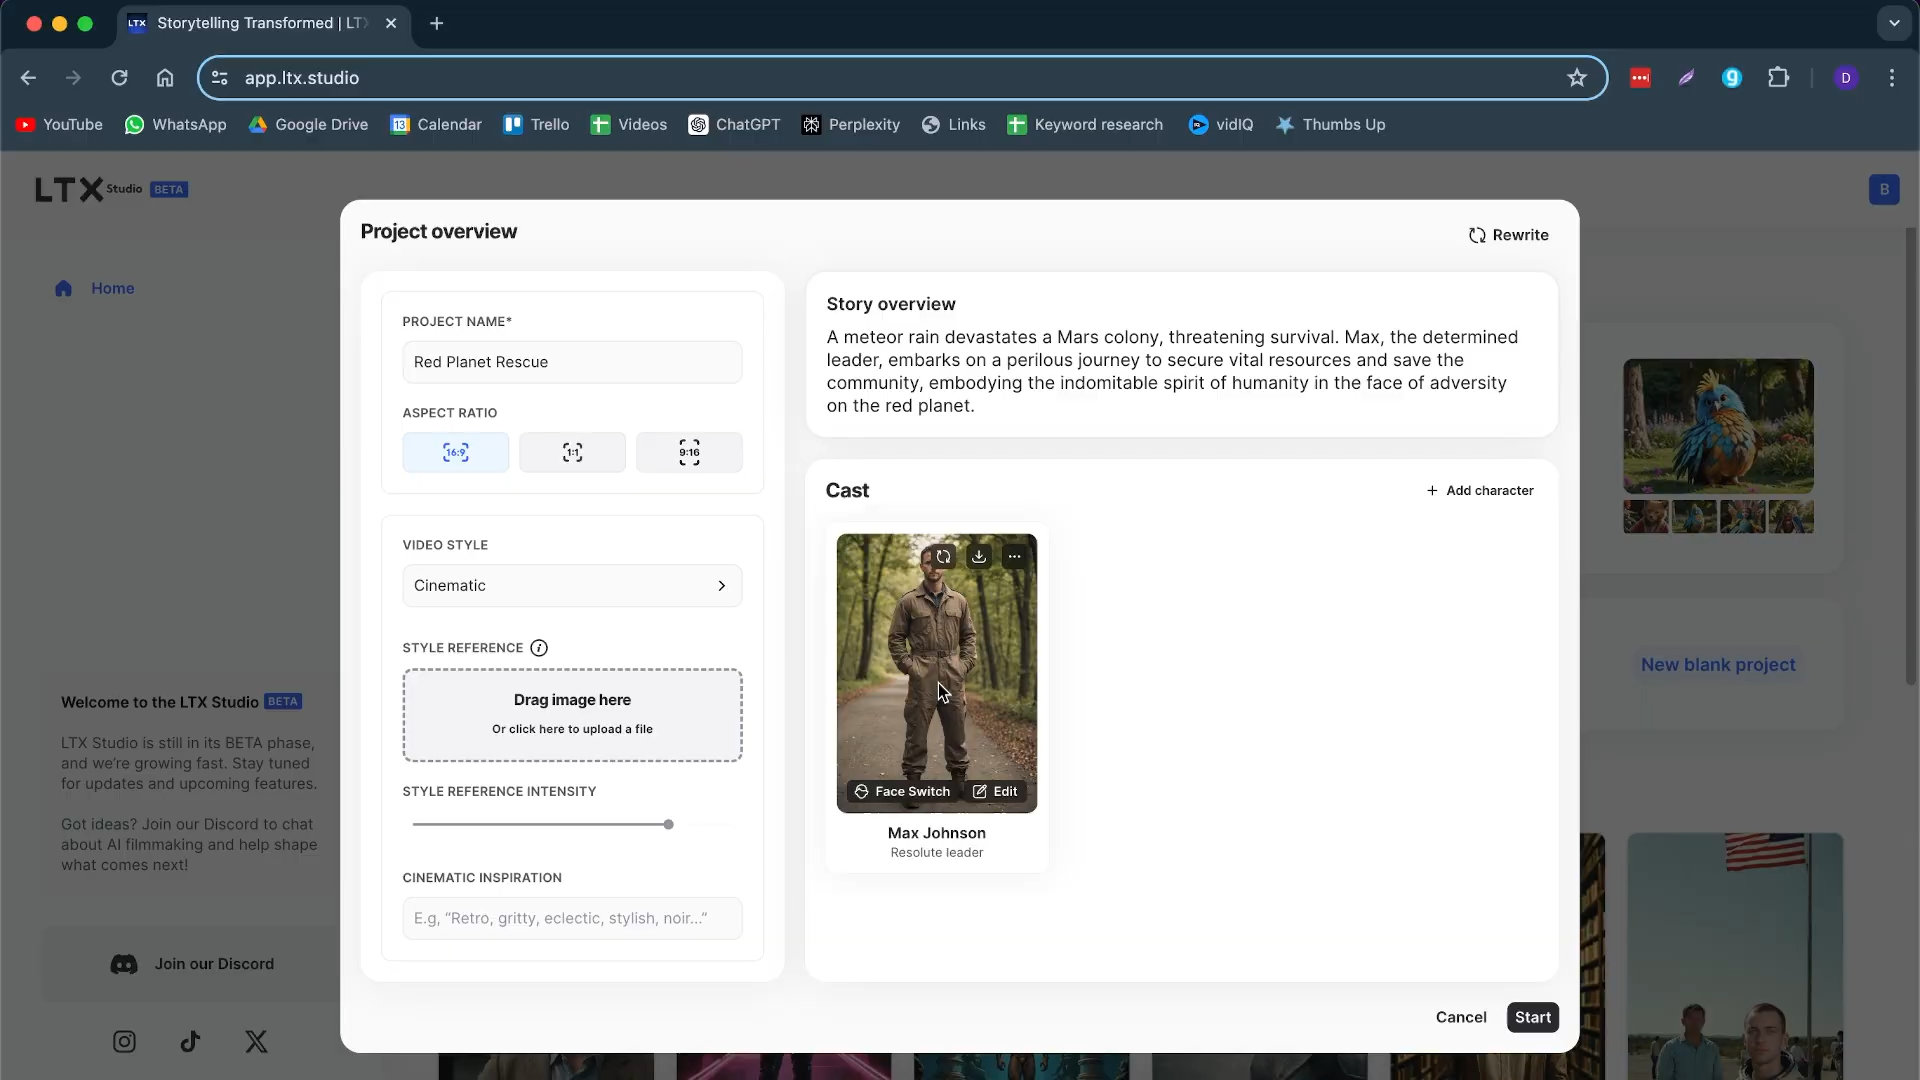 LTX Storytelling Transformed | LT
app.ltx.studio
D
YouTube WhatsApp Google Drive 13 Calendar Trello Videos ChatGPT Perplexity Links Keyword research vidIQ Thumbs Up
LTX Studio BETA
B
Home
Welcome to the LTX Studio BETA
LTX Studio is still in its BETA phase,
and we're growing fast. Stay tuned
for updates and upcoming features.
Got ideas? Join our Discord to chat
about AI filmmaking and help shape
what comes next!
Join our Discord
Project overview
Rewrite
PROJECT NAME*
Red Planet Rescue
ASPECT RATIO
16:9 1:1 9:16
VIDEO STYLE
Cinematic
STYLE REFERENCE
Drag image here
Or click here to upload a file
STYLE REFERENCE INTENSITY
CINEMATIC INSPIRATION
E.g, “Retro, gritty, eclectic, stylish, noir...”
Story overview
A meteor rain devastates a Mars colony, threatening survival. Max, the determined
leader, embarks on a perilous journey to secure vital resources and save the
community, embodying the indomitable spirit of humanity in the face of adversity
on the red planet.
Cast
+ Add character
Face Switch Edit
Max Johnson
Resolute leader
Cancel Start
New blank project